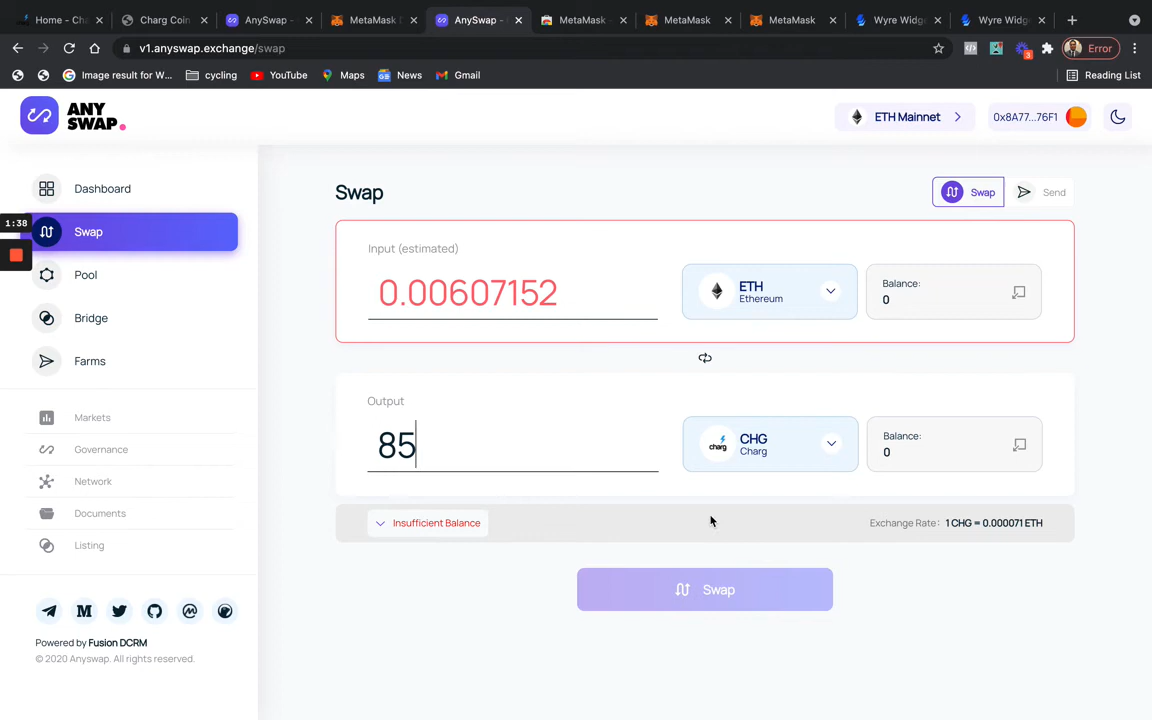 Home - Cha
Charg Coin
AnySwap -
MetaMask
AnySwap -
MetaMask -
MetaMask
MetaMask
Wyre Widg
Wyre Widg
v1.anyswap.exchange/swap
3
Error
Image result for W...
cycling
YouTube
Maps
News
Gmail
Reading List
ANY
SWAP
ETH Mainnet
0x8A77...76F1
Dashboard
Swap
Pool
Bridge
Farms
Markets
Governance
Network
Documents
Listing
Powered by Fusion DCRM
© 2020 Anyswap. All rights reserved.
1:38
Swap
Swap
Send
Input (estimated)
0.00607152
ETH
Ethereum
Balance:
0
Output
85
charg
CHG
Charg
Balance:
0
Insufficient Balance
Exchange Rate: 1 CHG = 0.000071 ETH
Swap